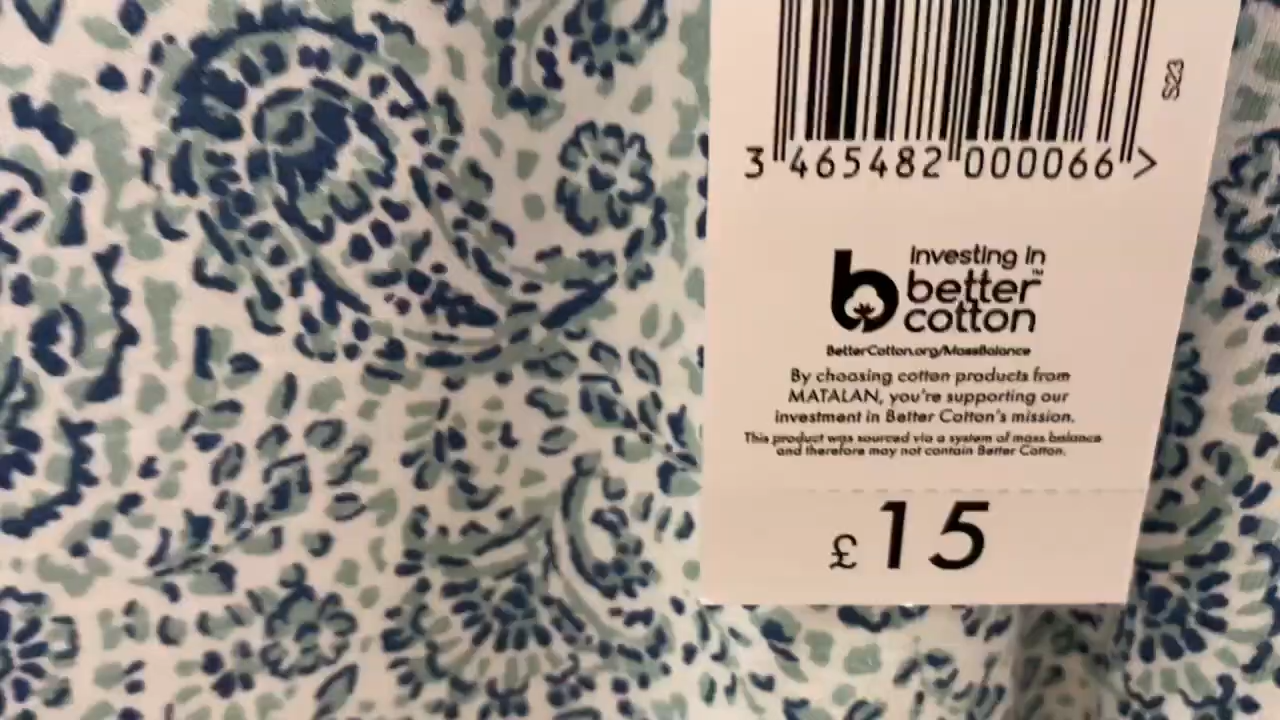 S23
3 465482 000066 >
Investing in
better™
cotton
BetterCotton.org/MassBalance
By choosing cotton products from
MATALAN, you're supporting our
investment in Better Cotton's mission.
This product was sourced via a system of mass balance
and therefore may not contain Better Cotton.
£15